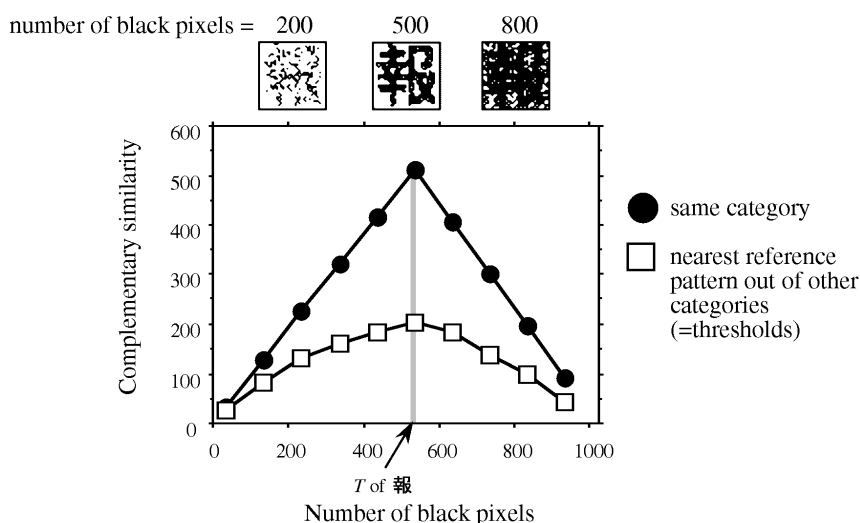 number of black pixels = 200 500 800
600
500
400
300
200
100
0
Complementary similarity
0 200 400 600 800 1000
T of 報
Number of black pixels
same category
nearest reference
pattern out of other
categories
(=thresholds)